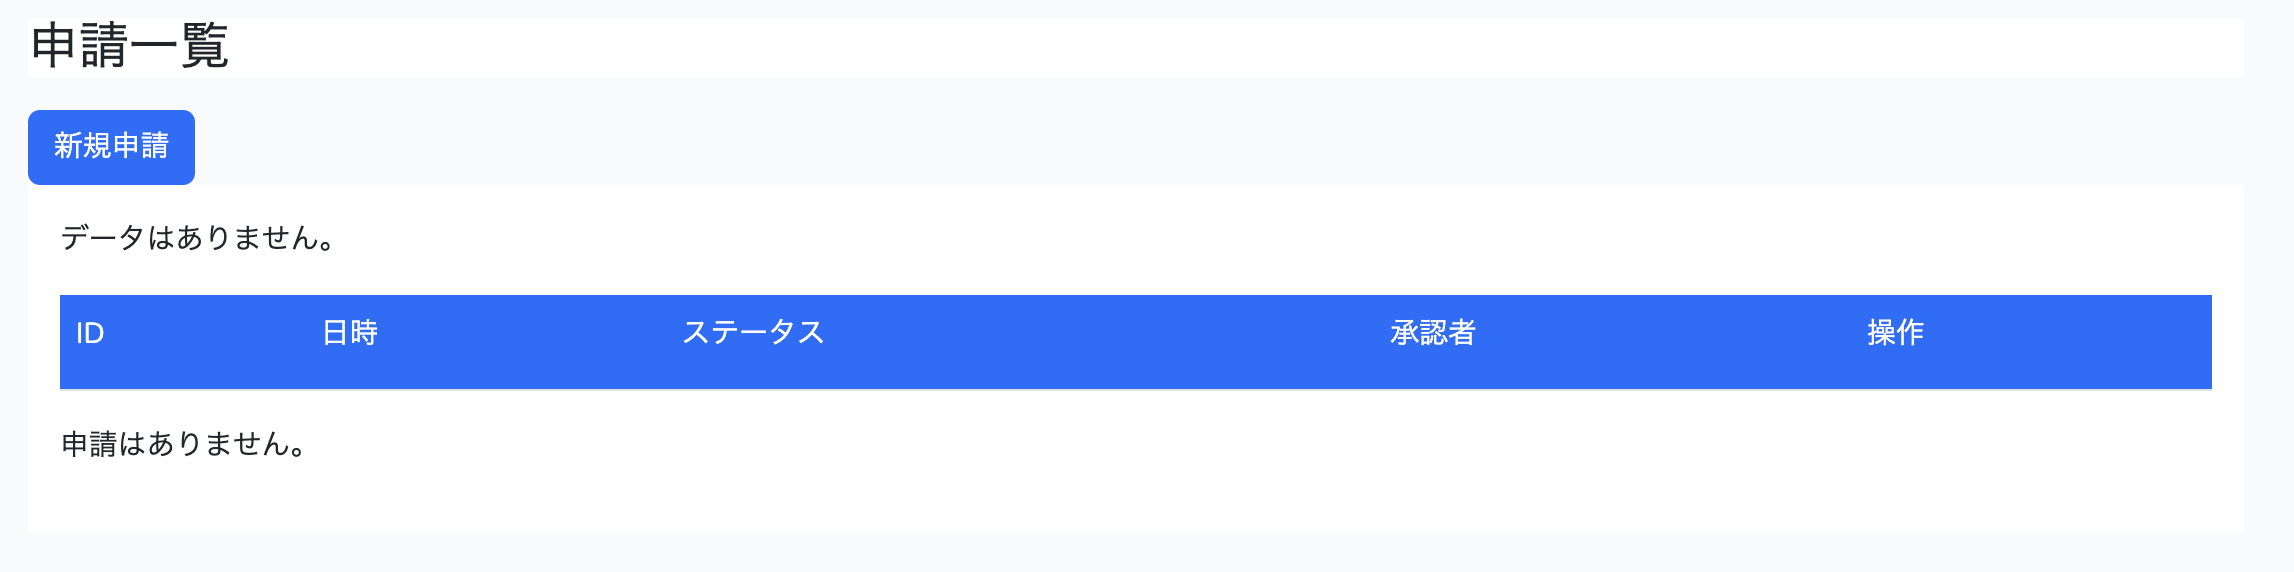 申請一覧
新規申請
データはありません。
ID 日時 ステータス 承認者 操作
申請はありません。